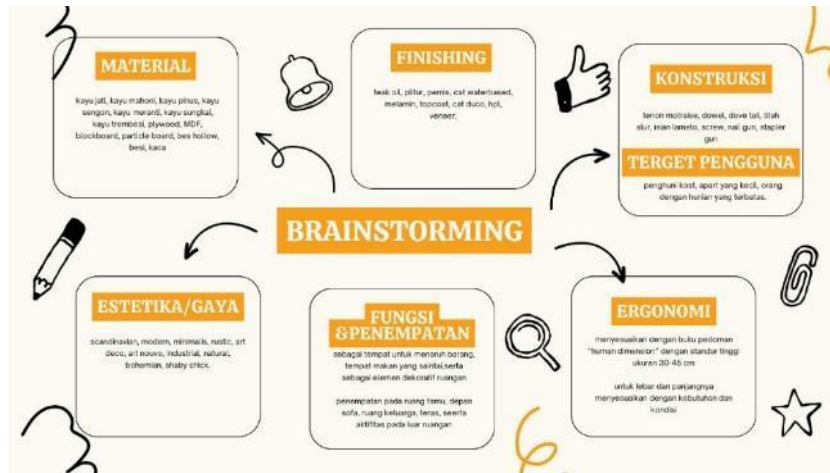 MATERIAL
kayu jati, kayu mahoni, kayu pinus, kayu
sengon, kayu meranti, kayu sungkai,
kayu trembesi, plywood, MDF,
blockboard, particle board, bes hollow,
besi, kaca
FINISHING
teak oil, plitur, pernis, cat waterbased,
melamin, topcoat, cat duco, hpl,
veneer,
KONSTRUKSI
tenon motraise, dowel, dove tail,
alur, isian lamelo, screw, nail gun, stapler
gun
TERGET PENGGUNA
penghuni kost, apart yang kecil, orang
dengan hunian yang terbatas.
BRAINSTORMING
ESTETIKA/GAYA
scandinavian, modern, minimalis, rustic, art
deco, art nouvo, industrial, natural,
bohemian, shaby chick.
FUNGSI
&PENEMPATAN
sebagai tempat untuk menaruh barang,
tempat makan yang saintai,serta
sebagai elemen dekoratif ruangan
penempatan pada ruang tamu, depan
sofa, ruang keluarga, teras, seerta
aktifitas pada luar ruangan
ERGONOMI
menyesuaikan dengan buku pedoman
"human dimension" dengan standar tinggi
ukuran 30-45 cm
untuk lebar dan panjangnya
menyesuaikan dengan kebutuhan dan
kondisi